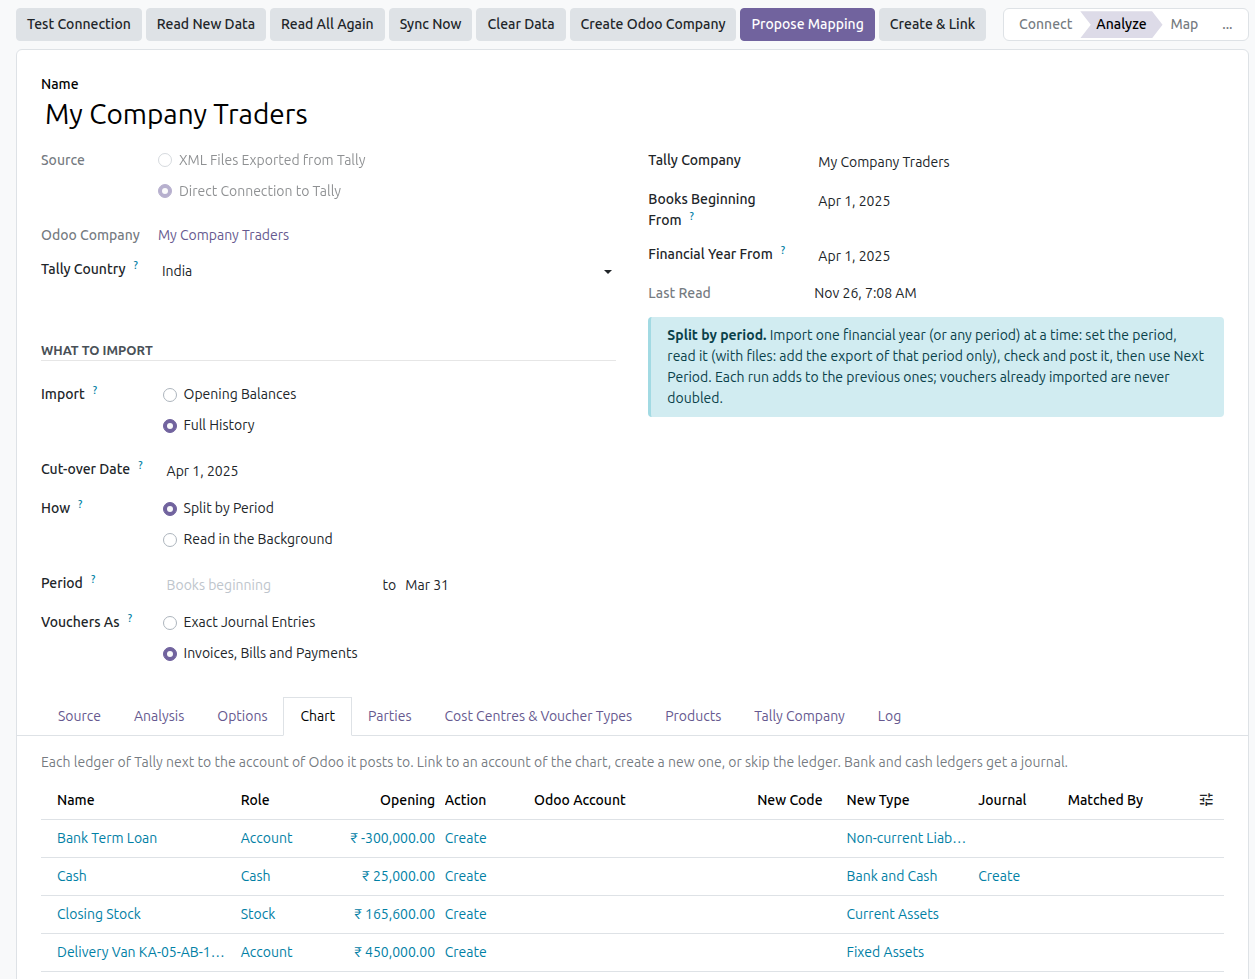 Test Connection Read New Data Read All Again Sync Now Clear Data Create Odoo Company Propose Mapping Create & Link Connect Analyze Map ...
Name
My Company Traders
Source
XML Files Exported from Tally
Direct Connection to Tally
Odoo Company My Company Traders
Tally Country ? India
Tally Company My Company Traders
Books Beginning
From ? Apr 1, 2025
Financial Year From ? Apr 1, 2025
Last Read Nov 26, 7:08 AM
Split by period. Import one financial year (or any period) at a time: set the period,
read it (with files: add the export of that period only), check and post it, then use Next
Period. Each run adds to the previous ones; vouchers already imported are never
doubled.
WHAT TO IMPORT
Import ? Opening Balances
Full History
Cut-over Date ? Apr 1, 2025
How ? Split by Period
Read in the Background
Period ? Books beginning to Mar 31
Vouchers As ? Exact Journal Entries
Invoices, Bills and Payments
Source Analysis Options Chart Parties Cost Centres & Voucher Types Products Tally Company Log
Each ledger of Tally next to the account of Odoo it posts to. Link to an account of the chart, create a new one, or skip the ledger. Bank and cash ledgers get a journal.
Name Role Opening Action Odoo Account New Code New Type Journal Matched By
Bank Term Loan Account ₹ -300,000.00 Create Non-current Liab...
Cash Cash ₹ 25,000.00 Create Bank and Cash Create
Closing Stock Stock ₹ 165,600.00 Create Current Assets
Delivery Van KA-05-AB-1... Account ₹ 450,000.00 Create Fixed Assets